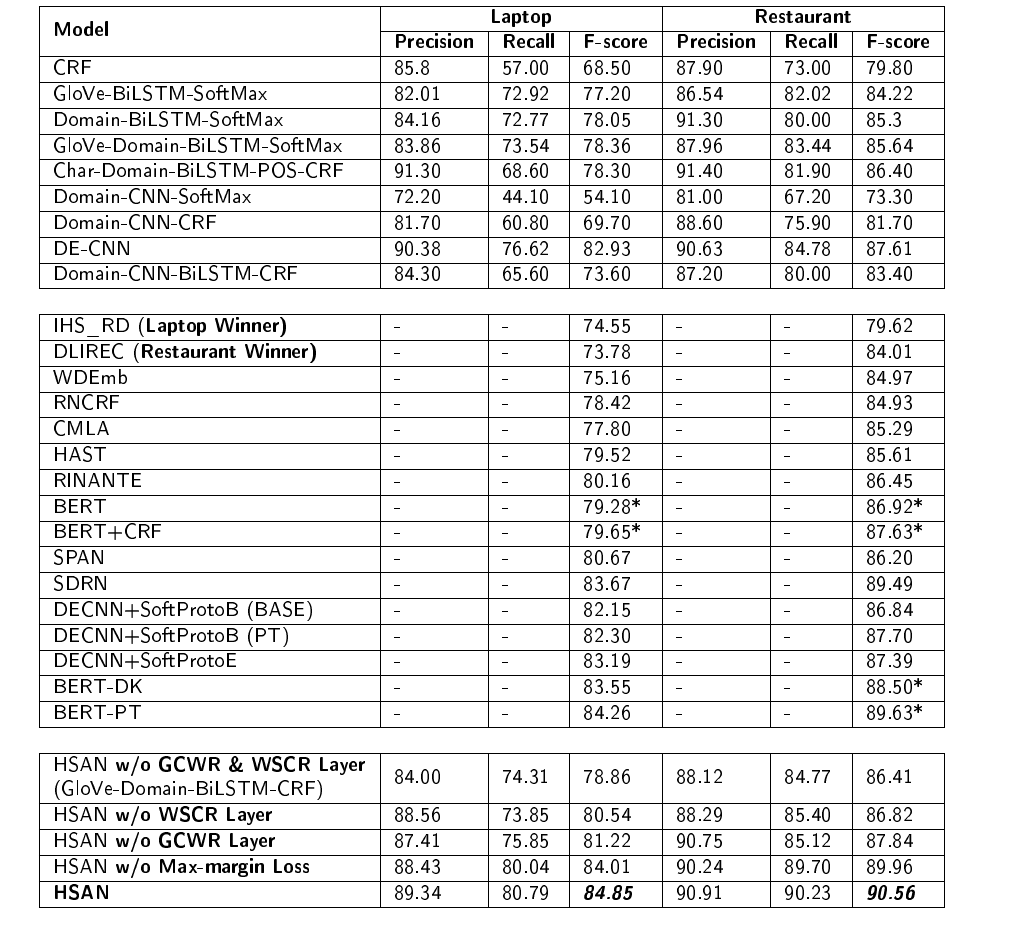 Model Laptop Restaurant
Precision Recall F-score Precision Recall F-score
CRF 85.8 57.00 68.50 87.90 73.00 79.80
GloVe-BiLSTM-SoftMax 82.01 72.92 77.20 86.54 82.02 84.22
Domain-BiLSTM-SoftMax 84.16 72.77 78.05 91.30 80.00 85.3
GloVe-Domain-BiLSTM-SoftMax 83.86 73.54 78.36 87.96 83.44 85.64
Char-Domain-BiLSTM-POS-CRF 91.30 68.60 78.30 91.40 81.90 86.40
Domain-CNN-SoftMax 72.20 44.10 54.10 81.00 67.20 73.30
Domain-CNN-CRF 81.70 60.80 69.70 88.60 75.90 81.70
DE-CNN 90.38 76.62 82.93 90.63 84.78 87.61
Domain-CNN-BiLSTM-CRF 84.30 65.60 73.60 87.20 80.00 83.40
IHS_RD (Laptop Winner) - - 74.55 - - 79.62
DLIREC (Restaurant Winner) - - 73.78 - - 84.01
WDEmb - - 75.16 - - 84.97
RNCRF - - 78.42 - - 84.93
CMLA - - 77.80 - - 85.29
HAST - - 79.52 - - 85.61
RINANTE - - 80.16 - - 86.45
BERT - - 79.28* - - 86.92*
BERT+CRF - - 79.65* - - 87.63*
SPAN - - 80.67 - - 86.20
SDRN - - 83.67 - - 89.49
DECNN+SoftProtoB (BASE) - - 82.15 - - 86.84
DECNN+SoftProtoB (PT) - - 82.30 - - 87.70
DECNN+SoftProtoE - - 83.19 - - 87.39
BERT-DK - - 83.55 - - 88.50*
BERT-PT - - 84.26 - - 89.63*
HSAN w/o GCWR & WSCR Layer
(GloVe-Domain-BiLSTM-CRF) 84.00 74.31 78.86 88.12 84.77 86.41
HSAN w/o WSCR Layer 88.56 73.85 80.54 88.29 85.40 86.82
HSAN w/o GCWR Layer 87.41 75.85 81.22 90.75 85.12 87.84
HSAN w/o Max-margin Loss 88.43 80.04 84.01 90.24 89.70 89.96
HSAN 89.34 80.79 84.85 90.91 90.23 90.56